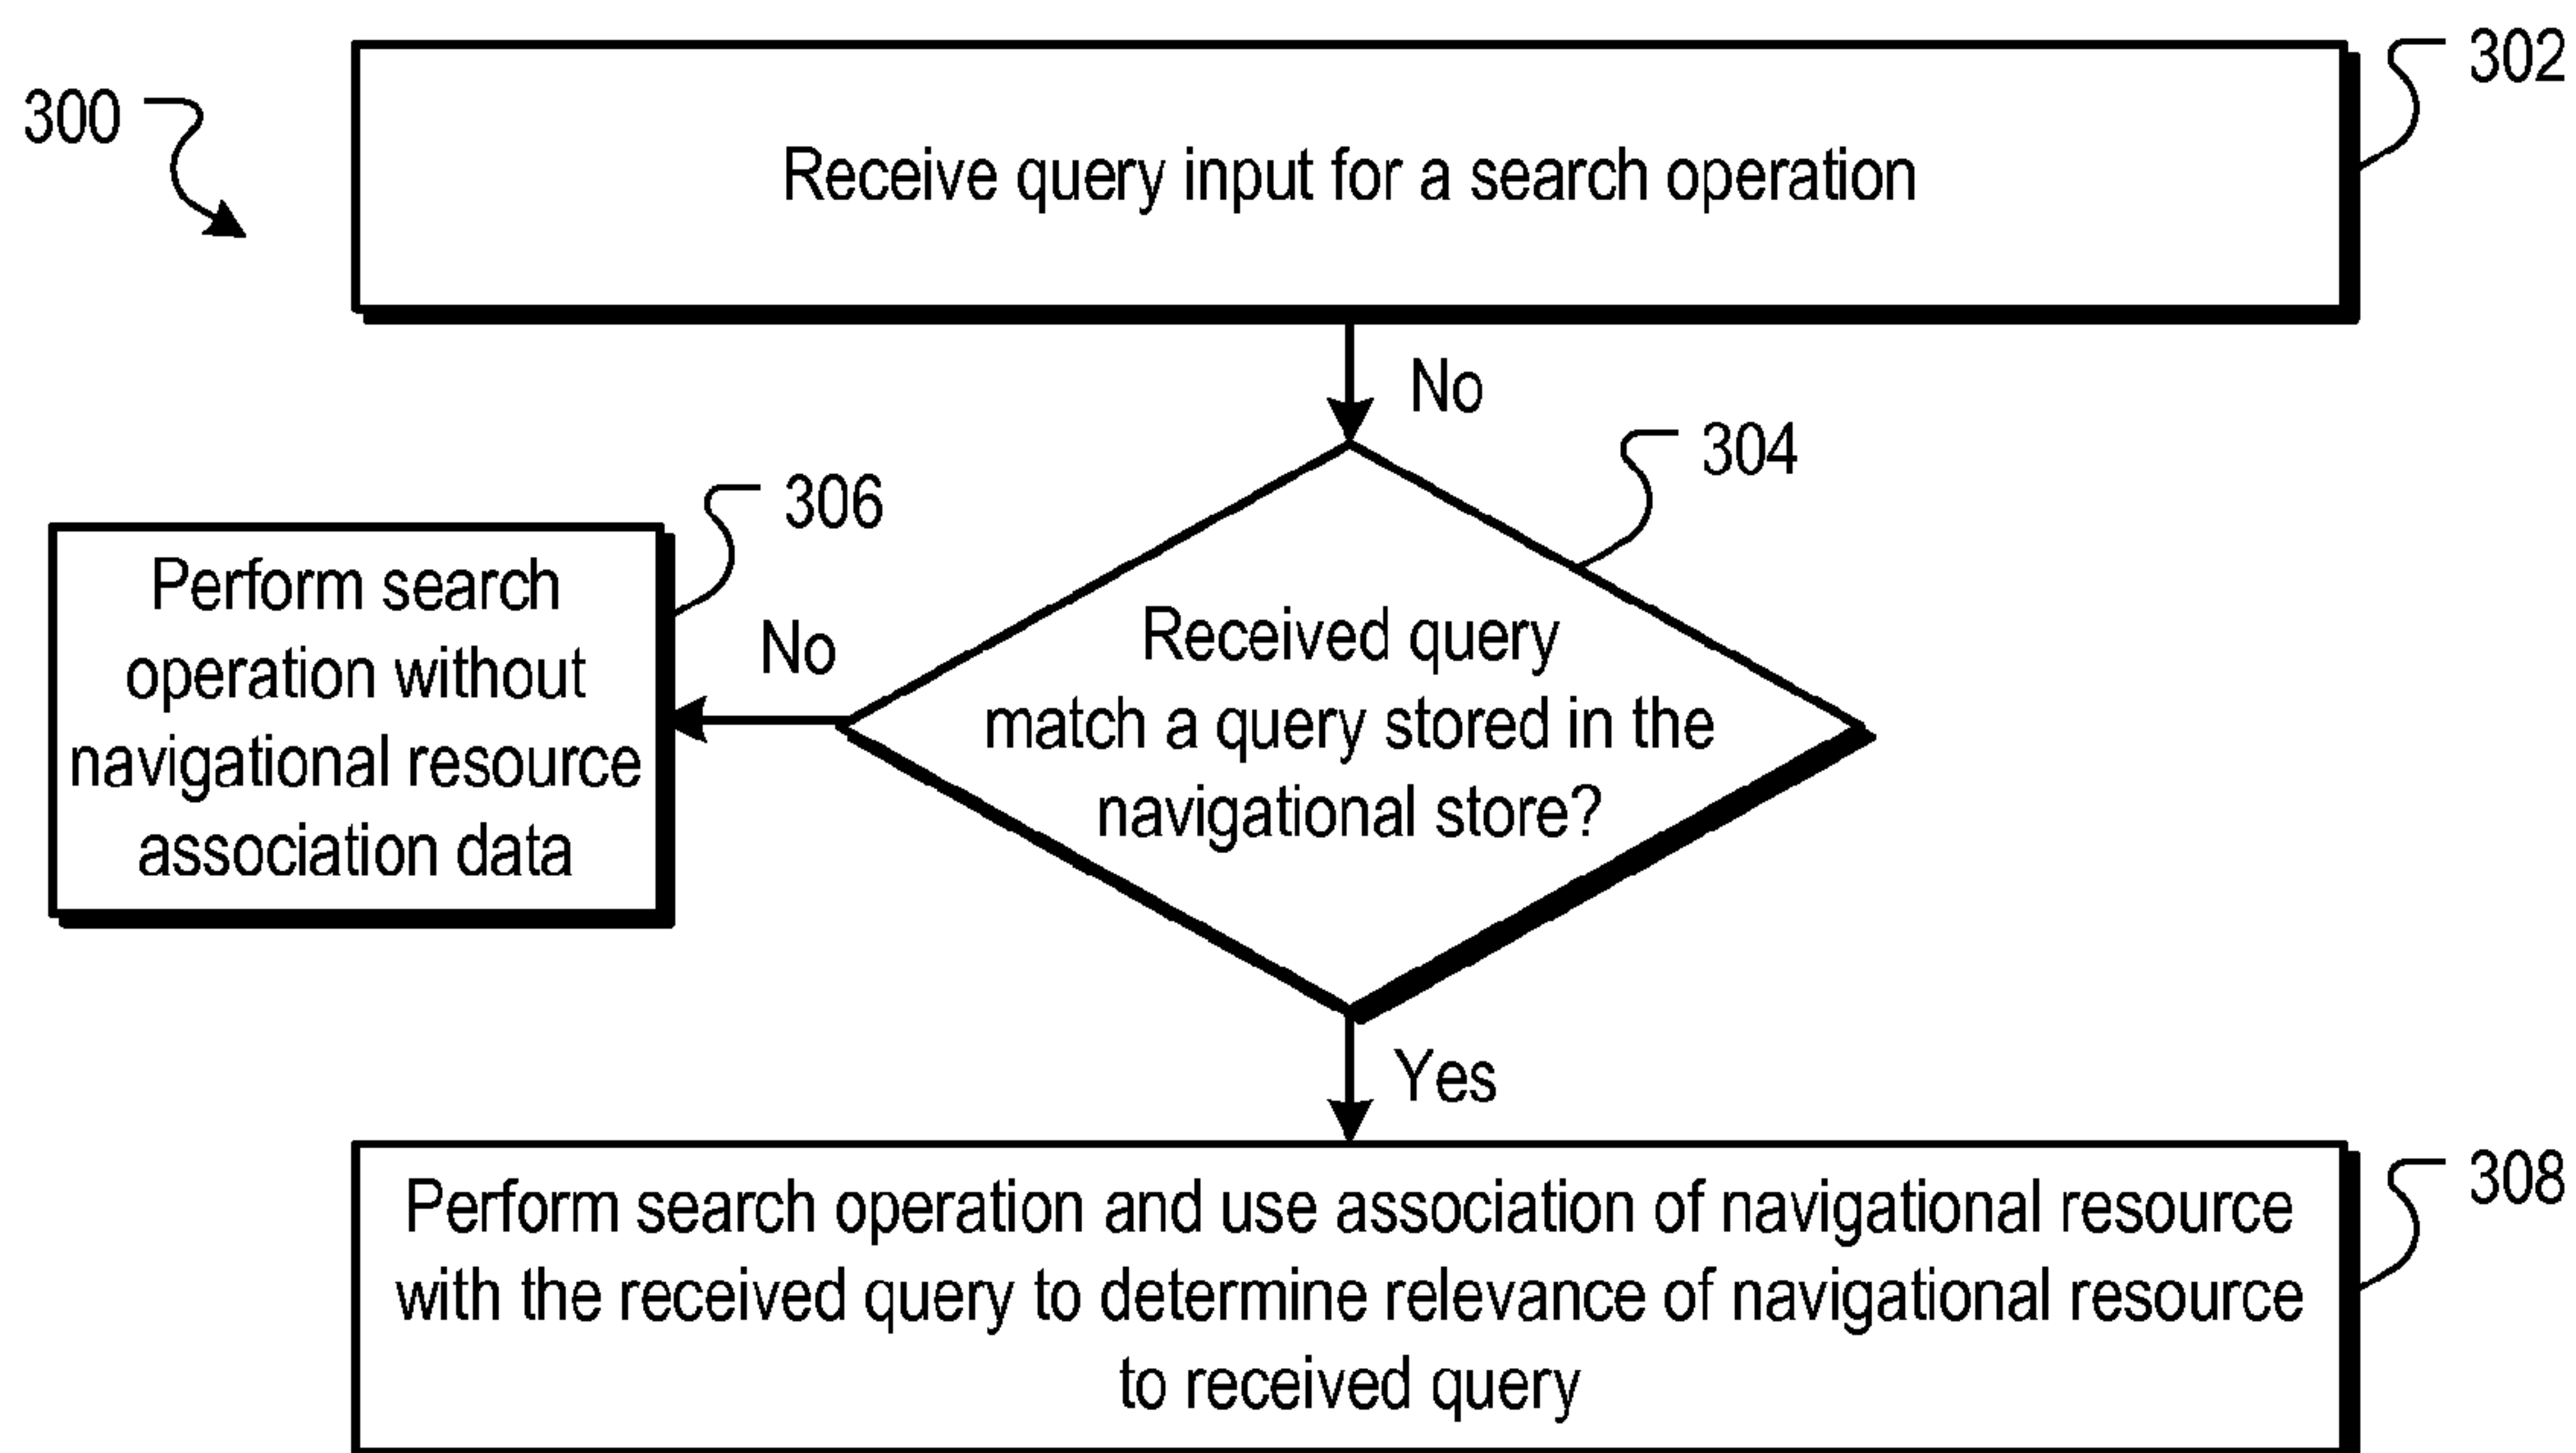 300
302
Receive query input for a search operation
No
304
306
Perform search
operation without
navigational resource
association data
No
Received query
match a query stored in the
navigational store?
Yes
308
Perform search operation and use association of navigational resource
with the received query to determine relevance of navigational resource
to received query